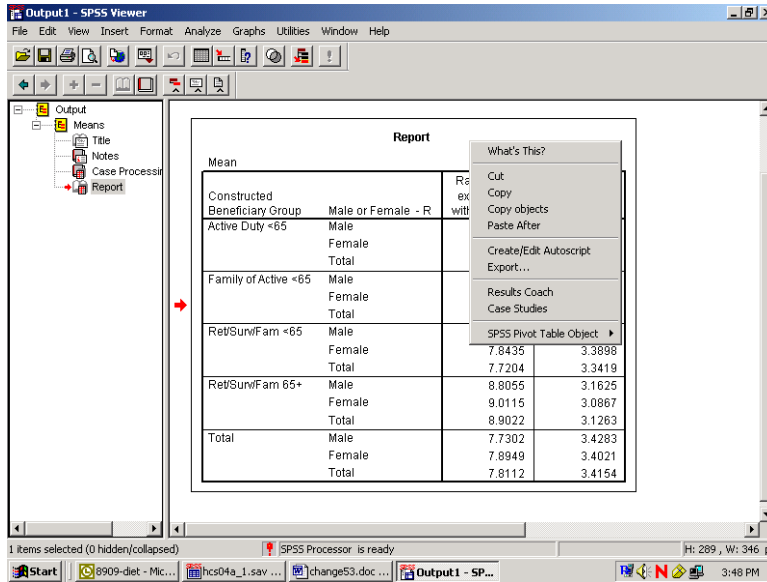 Output1 - SPSS Viewer
File Edit View Insert Format Analyze Graphs Utilities Window Help
Output
Means
Title
Notes
Case Processin
Report
Report
Mean
Constructed
Beneficiary Group Male or Female - R
Ra
ex
with
Active Duty <65 Male
Female
Total
Family of Active <65 Male
Female
Total
Ret/Surv/Fam <65 Male
Female 7.8435 3.3898
Total 7.7204 3.3419
Ret/Surv/Fam 65+ Male 8.8055 3.1625
Female 9.0115 3.0867
Total 8.9022 3.1263
Total Male 7.7302 3.4283
Female 7.8949 3.4021
Total 7.8112 3.4154
What's This?
Cut
Copy
Copy objects
Paste After
Create/Edit Autoscript
Export...
Results Coach
Case Studies
SPSS Pivot Table Object
1 items selected (0 hidden/collapsed) SPSS Processor is ready H: 289 , W: 346 p
Start 8909-diet - Mic... hcs04a_1.sav ... change53.doc ... Output1 - SP... N 3:48 PM